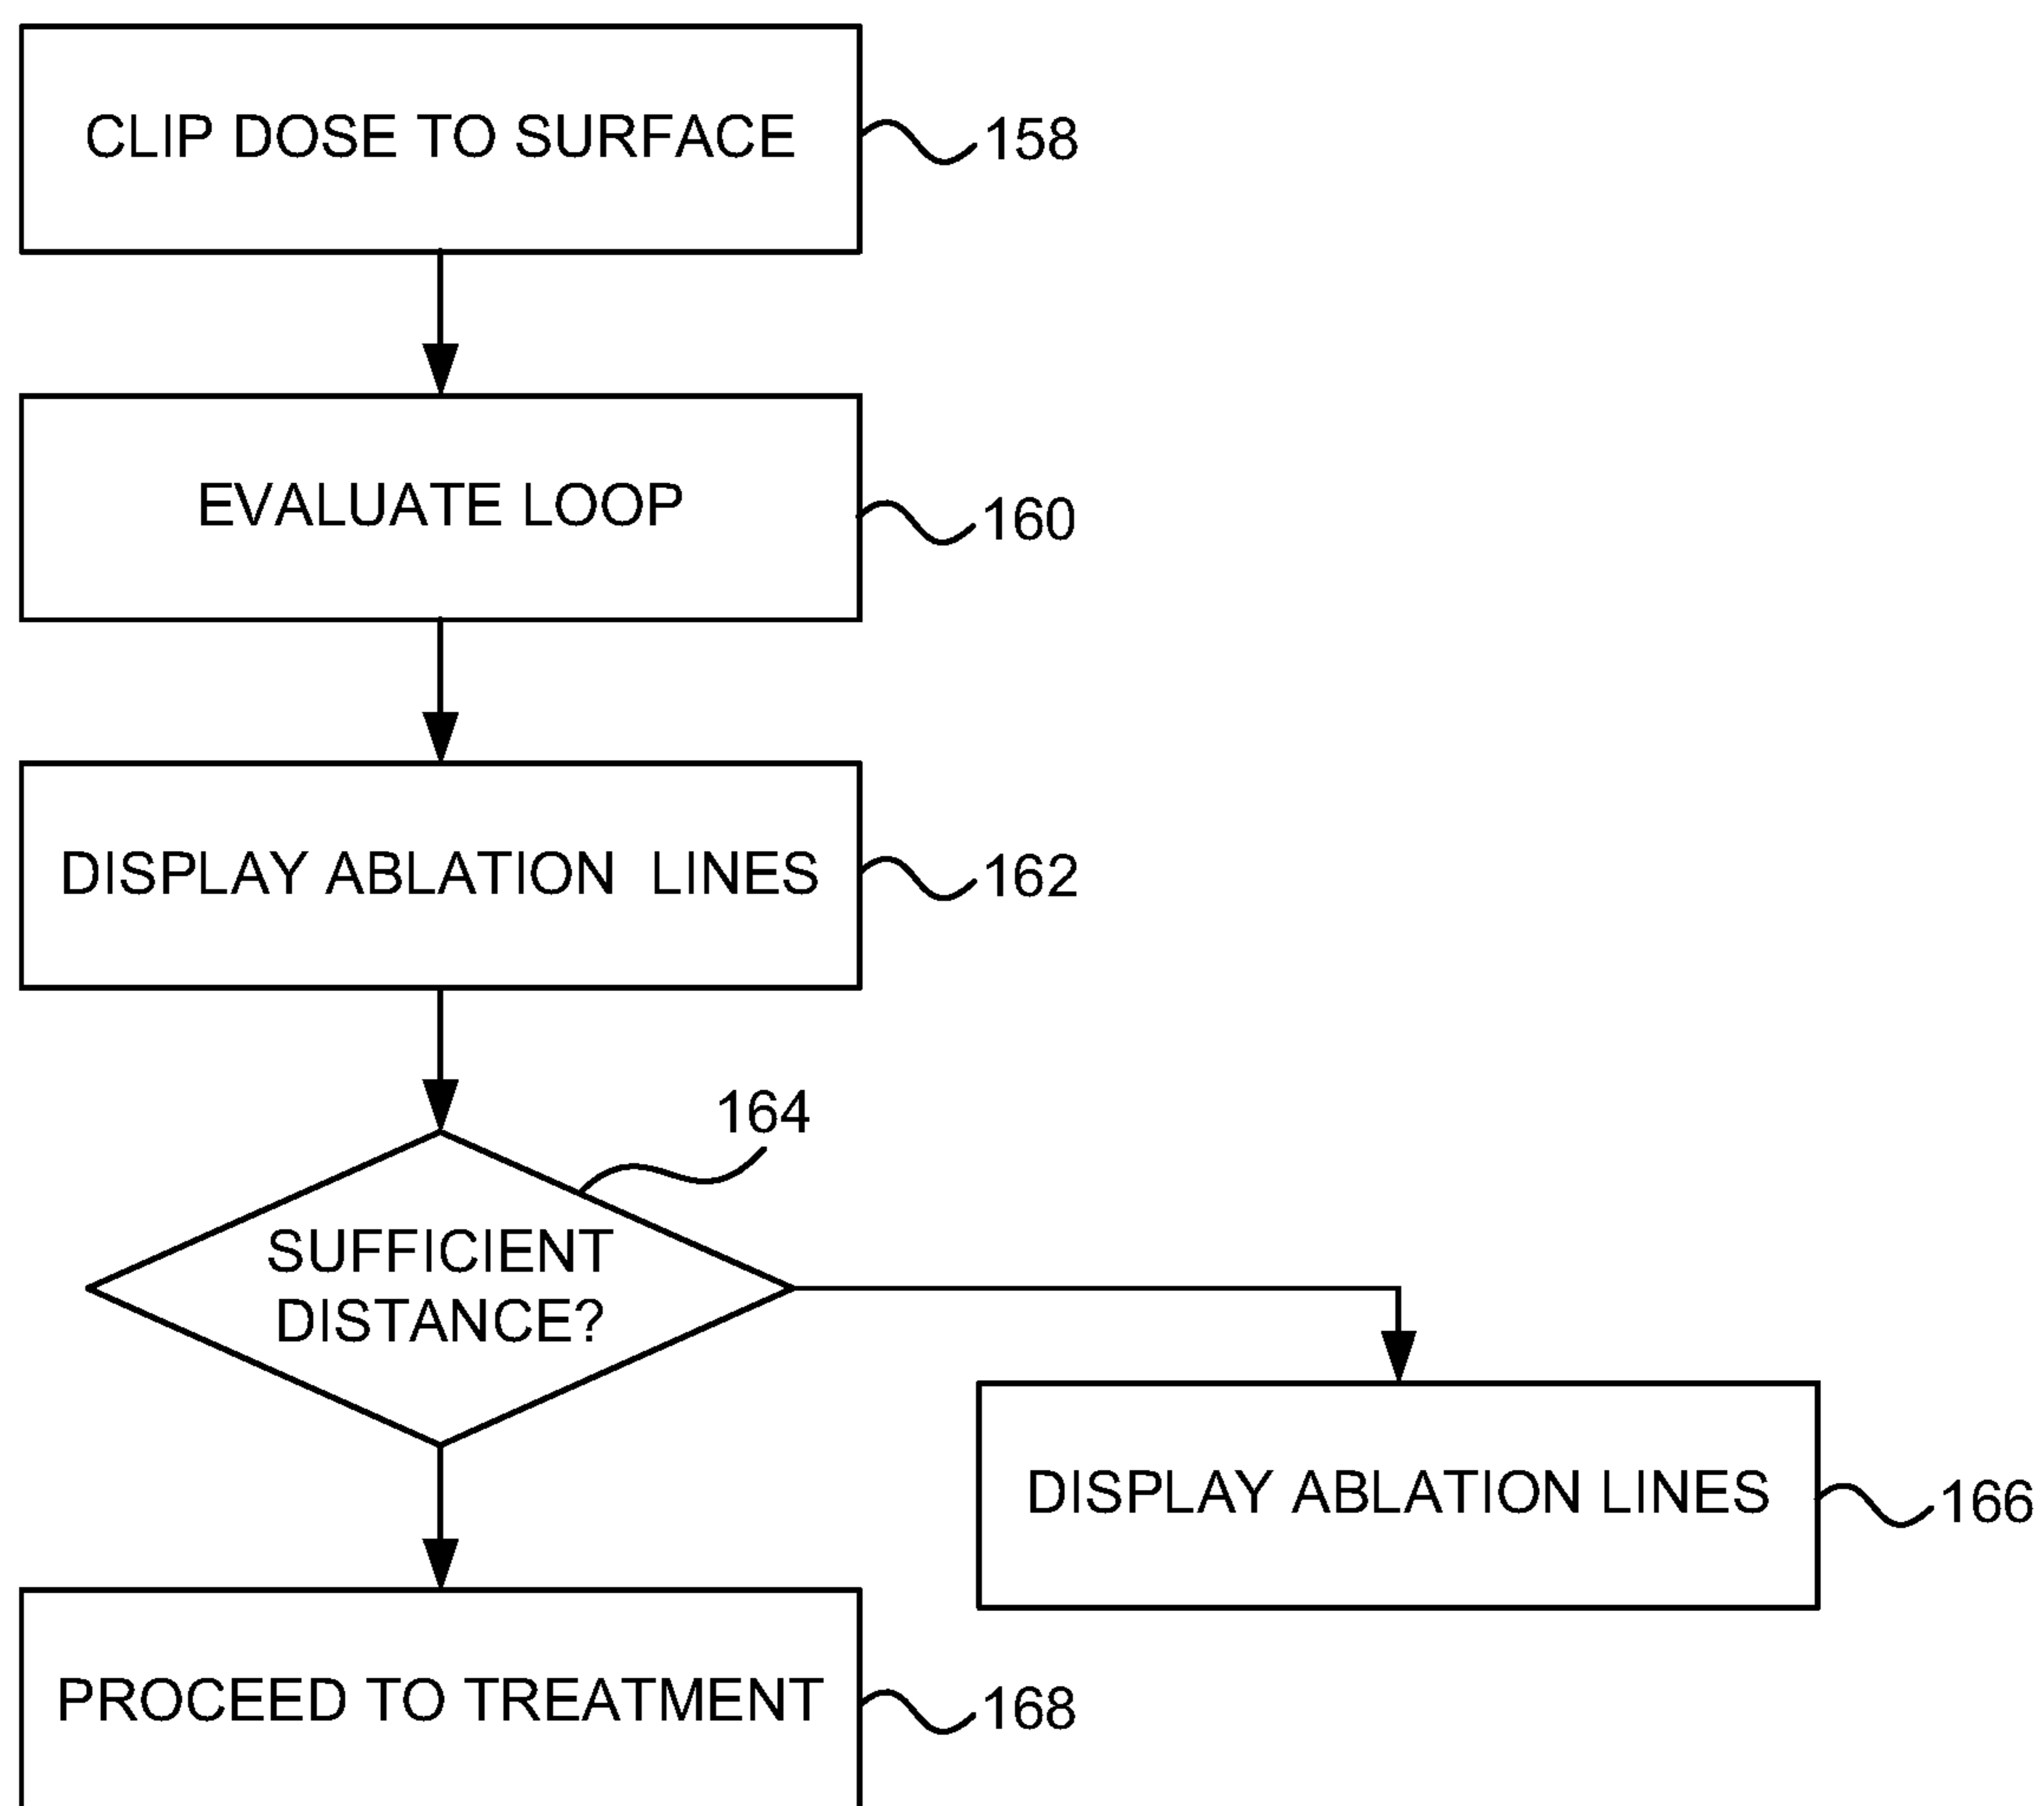 CLIP DOSE TO SURFACE
158
EVALUATE LOOP
160
DISPLAY ABLATION LINES
162
164
SUFFICIENT
DISTANCE?
DISPLAY ABLATION LINES
166
PROCEED TO TREATMENT
168